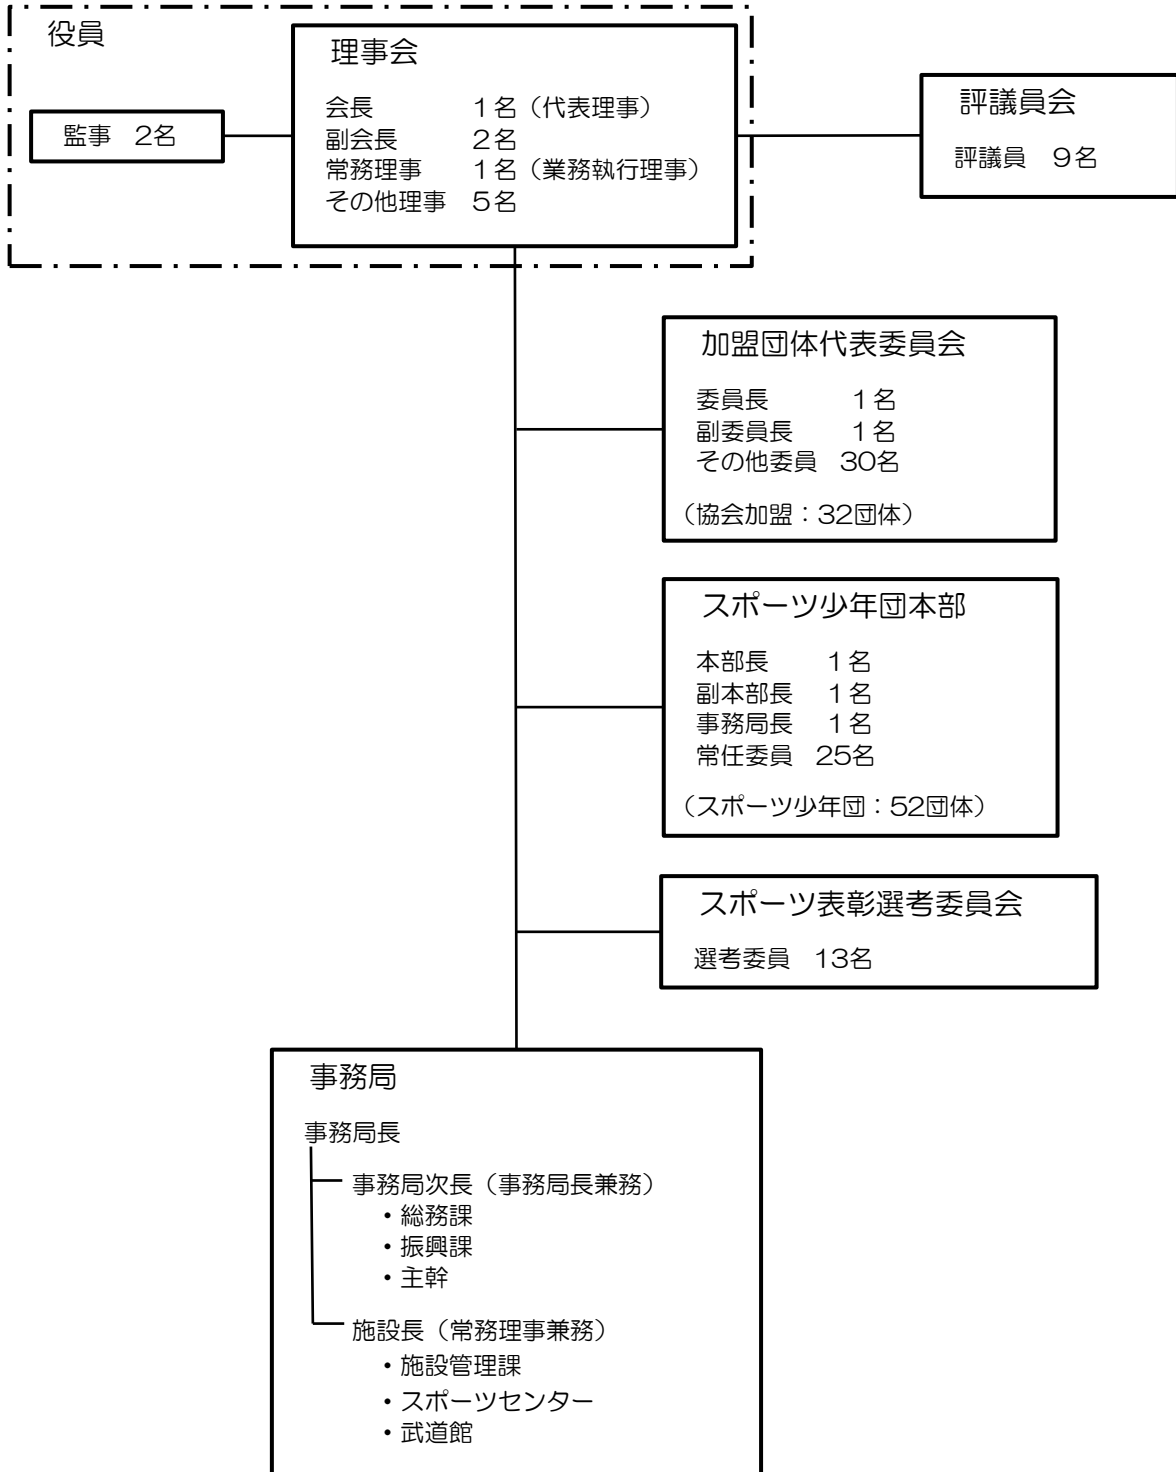 役員
監事　2名
理事会
会長　　　　　１名（代表理事）
副会長　　　　２名
常務理事　　　１名（業務執行理事）
その他理事　５名
評議員会
評議員　９名
加盟団体代表委員会
委員長　　　　１名
副委員長　　　１名
その他委員　30名
（協会加盟：32団体）
スポーツ少年団本部
本部長　　　１名
副本部長　　１名
事務局長　　１名
常任委員　25名
（スポーツ少年団：52団体）
スポーツ表彰選考委員会
選考委員　13名
事務局
事務局長
事務局次長（事務局長兼務）
・総務課
・振興課
・主幹
施設長（常務理事兼務）
・施設管理課
・スポーツセンター
・武道館